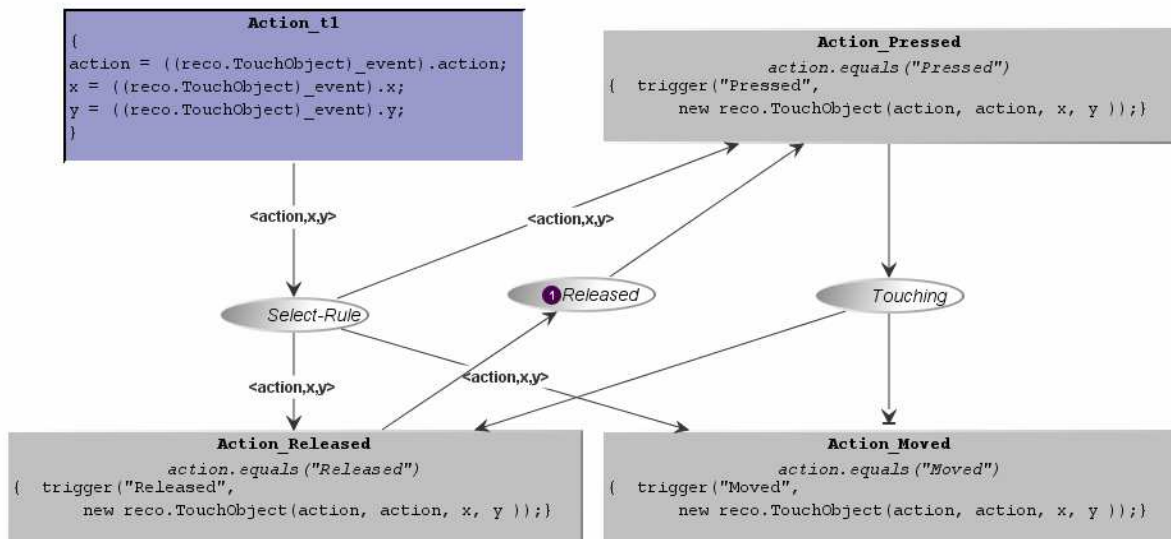 Action_t1
{
action = ((reco.TouchObject)_event).action;
x = ((reco.TouchObject)_event).x;
y = ((reco.TouchObject)_event).y;
}
Action_Pressed
action.equals("Pressed")
{  trigger("Pressed",
new reco.TouchObject(action, action, x, y ));}
<action,x,y>
<action,x,y>
Select-Rule
1
Released
Touching
<action,x,y>
<action,x,y>
Action_Released
action.equals("Released")
{  trigger("Released",
new reco.TouchObject(action, action, x, y ));}
Action_Moved
action.equals("Moved")
{  trigger("Moved",
new reco.TouchObject(action, action, x, y ));}